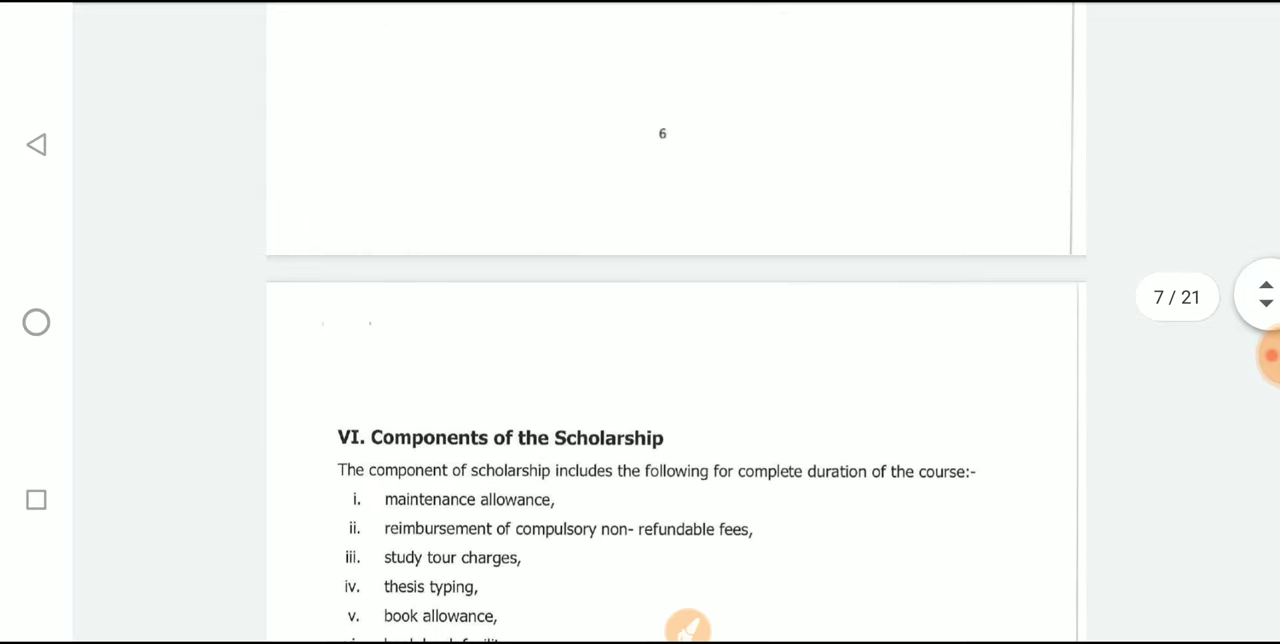 6
7 / 21
VI. Components of the Scholarship
The component of scholarship includes the following for complete duration of the course:-
i. maintenance allowance,
ii. reimbursement of compulsory non- refundable fees,
iii. study tour charges,
iv. thesis typing,
v. book allowance,